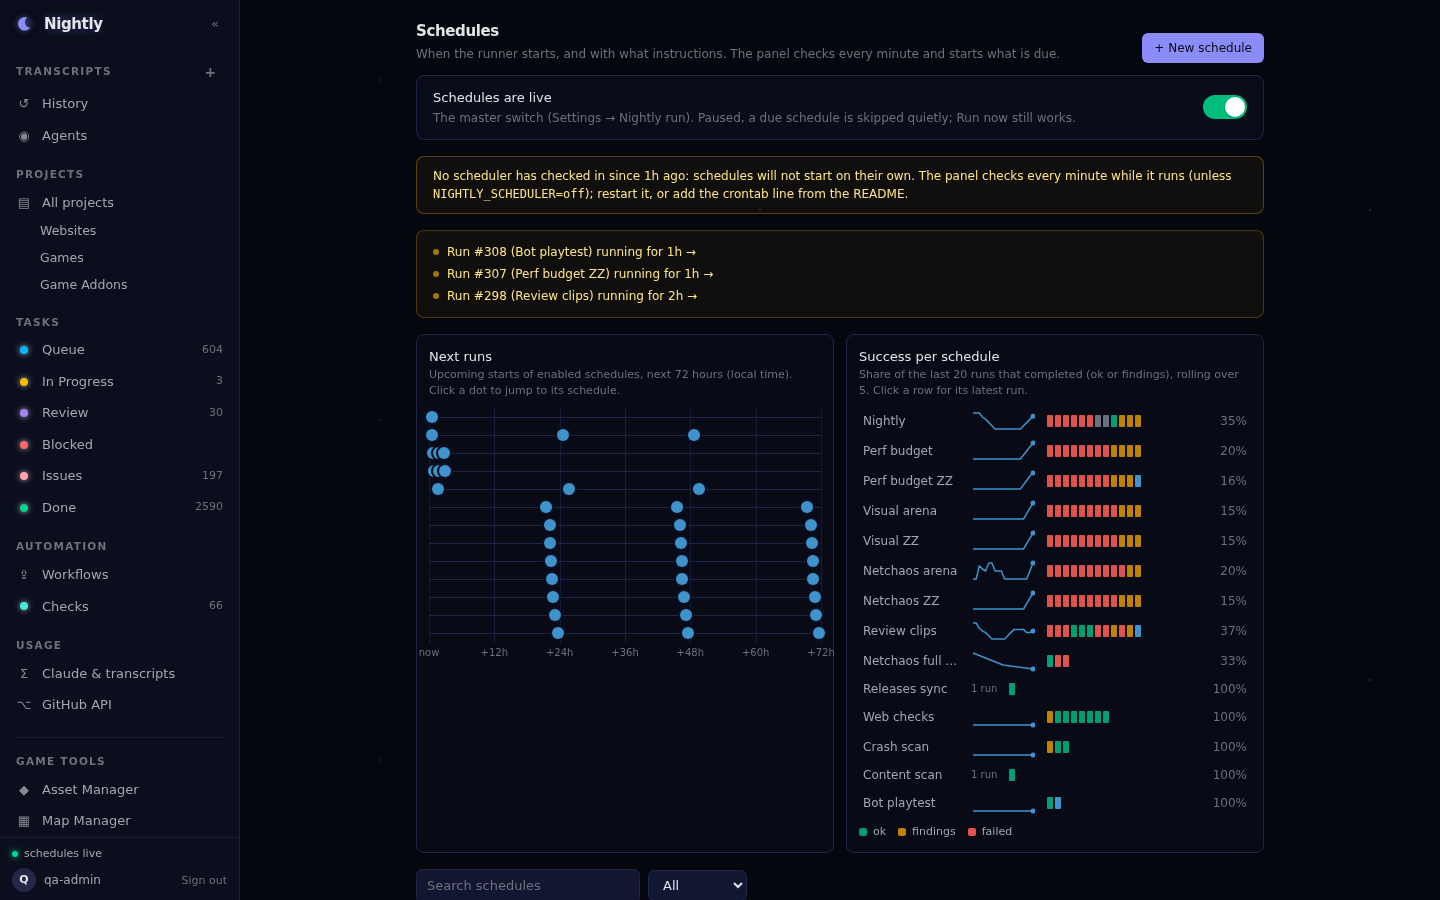 Nightly
«
TRANSCRIPTS
+
History
Agents
PROJECTS
All projects
Websites
Games
Game Addons
TASKS
Queue 604
In Progress 3
Review 30
Blocked
Issues 197
Done 2590
AUTOMATION
Workflows
Checks 66
USAGE
Σ Claude & transcripts
GitHub API
GAME TOOLS
Asset Manager
Map Manager
schedules live
Q qa-admin Sign out
Schedules
When the runner starts, and with what instructions. The panel checks every minute and starts what is due.
+ New schedule
Schedules are live
The master switch (Settings → Nightly run). Paused, a due schedule is skipped quietly; Run now still works.
No scheduler has checked in since 1h ago: schedules will not start on their own. The panel checks every minute while it runs (unless
NIGHTLY_SCHEDULER=off); restart it, or add the crontab line from the README.
Run #308 (Bot playtest) running for 1h →
Run #307 (Perf budget ZZ) running for 1h →
Run #298 (Review clips) running for 2h →
Next runs
Upcoming starts of enabled schedules, next 72 hours (local time).
Click a dot to jump to its schedule.
now +12h +24h +36h +48h +60h +72h
Success per schedule
Share of the last 20 runs that completed (ok or findings), rolling over
5. Click a row for its latest run.
Nightly 35%
Perf budget 20%
Perf budget ZZ 16%
Visual arena 15%
Visual ZZ 15%
Netchaos arena 20%
Netchaos ZZ 15%
Review clips 37%
Netchaos full ... 33%
Releases sync 1 run 100%
Web checks 100%
Crash scan 100%
Content scan 1 run 100%
Bot playtest 100%
ok findings failed
Search schedules
All